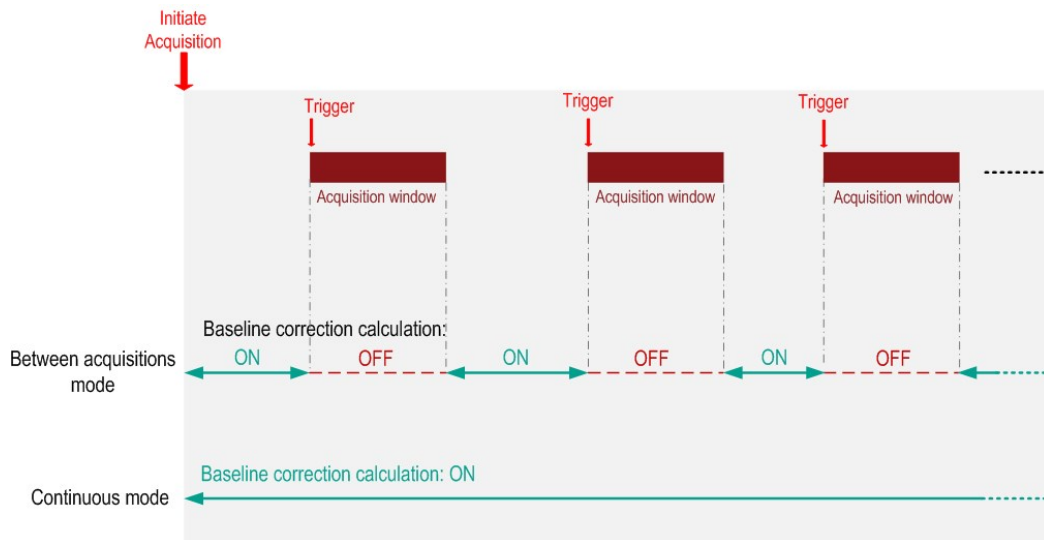 Initiate
Acquisition
Trigger
Trigger
Trigger
Acquisition window
Acquisition window
Acquisition window
Baseline correction calculation:
Between acquisitions
mode
ON
OFF
ON
OFF
ON
OFF
Baseline correction calculation: ON
Continuous mode